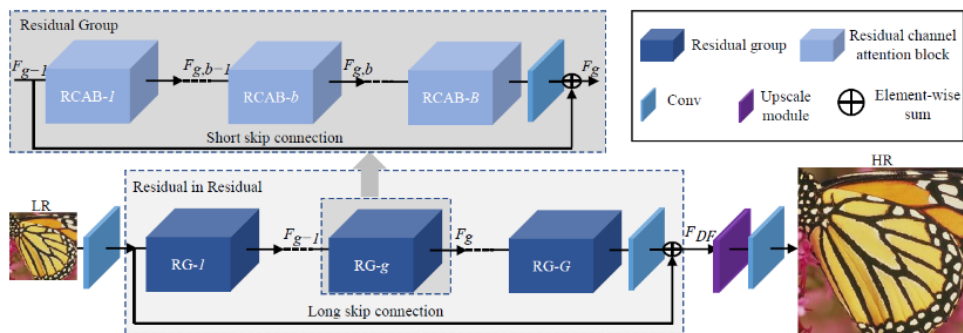 Residual Group
F_{g−1}
F_{g,b−1}
F_{g,b}
F_g
RCAB-1
RCAB-b
RCAB-B
Short skip connection
Residual group
Residual channel
attention block
Conv
Upscale
module
Element-wise
sum
HR
Residual in Residual
LR
F_{g−1}
F_g
F_{DF}
RG-1
RG-g
RG-G
Long skip connection